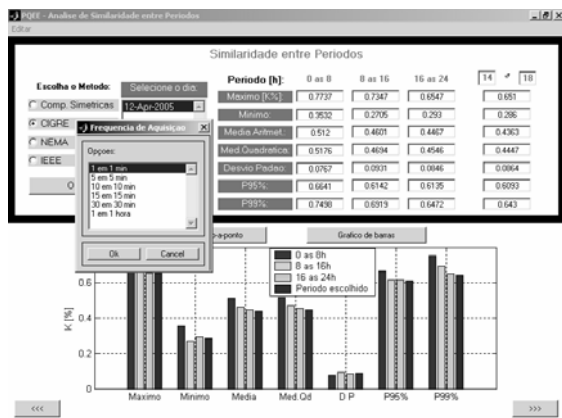 PQEE - Analise de Similaridade entre Periodos
Editar
Similaridade entre Periodos
Escolha o Metodo:
Selecione o dia:
Comp. Simetricas
12-Apr-2005
CIGRE
NEMA
IEEE
O
Periodo [h]: 0 as 8 8 as 16 16 as 24 14 18
Maximo [K%]: 0.7737 0.7347 0.6547 0.651
Minimo: 0.3532 0.2705 0.293 0.286
Media Aritmet.: 0.512 0.4601 0.4467 0.4363
Med.Quadratica: 0.5176 0.4694 0.4546 0.4447
Desvio Padao: 0.0767 0.0931 0.0846 0.0864
P95%: 0.6641 0.6142 0.6135 0.6093
P99%: 0.7498 0.6919 0.6472 0.643
Frequencia de Aquisiçao
Opçoes:
1 em 1 min
5 em 5 min
10 em 10 min
15 em 15 min
30 em 30 min
1 em 1 hora
Ok Cancel
o-a-ponto
Grafico de barras
0 as 8h
8 as 16h
16 as 24h
Periodo escolhido
K [%]
0.6
0.4
0.2
0
Maximo Minimo Media Med.Qd D P P95% P99%
<<<
>>>